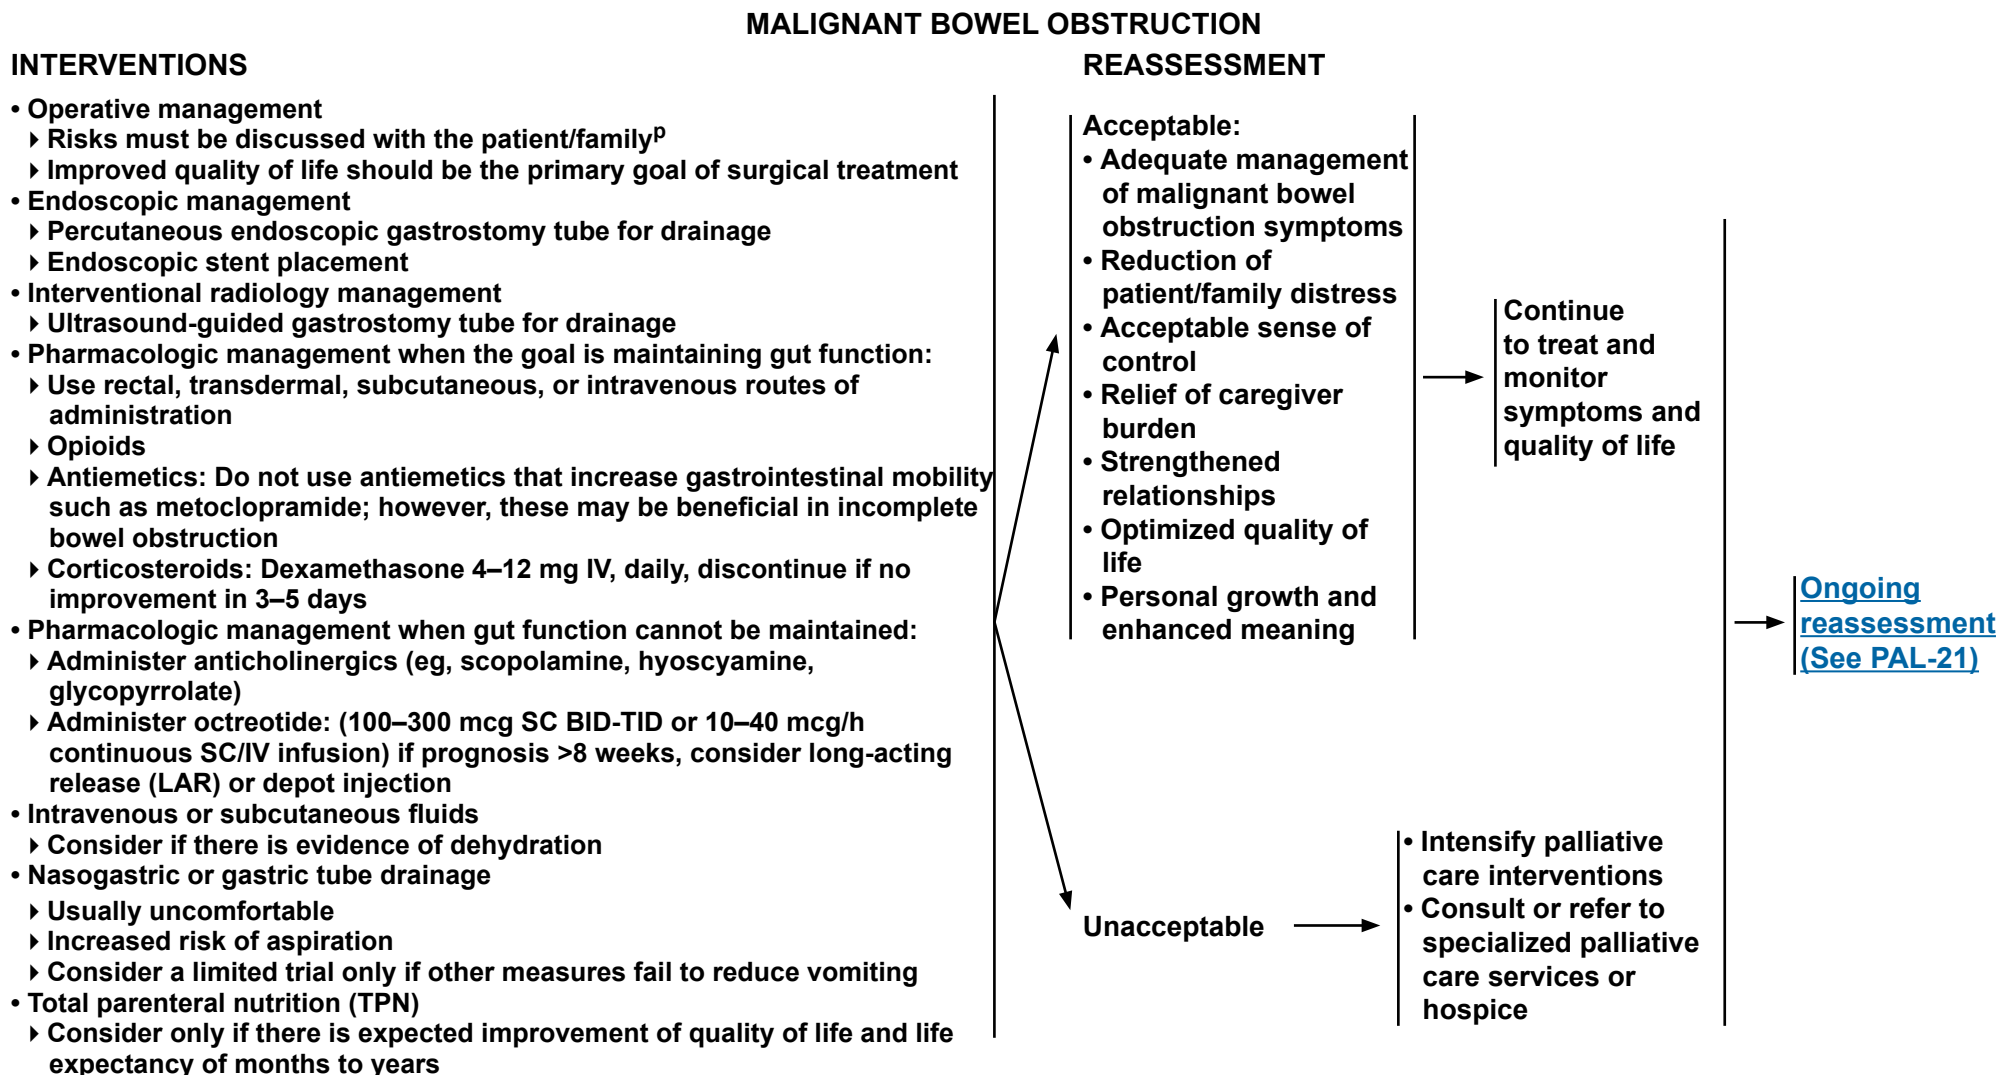 MALIGNANT BOWEL OBSTRUCTION
INTERVENTIONS
• Operative management
‣ Risks must be discussed with the patient/familyᵖ
‣ Improved quality of life should be the primary goal of surgical treatment
• Endoscopic management
‣ Percutaneous endoscopic gastrostomy tube for drainage
‣ Endoscopic stent placement
• Interventional radiology management
‣ Ultrasound-guided gastrostomy tube for drainage
• Pharmacologic management when the goal is maintaining gut function:
‣ Use rectal, transdermal, subcutaneous, or intravenous routes of
administration
‣ Opioids
‣ Antiemetics: Do not use antiemetics that increase gastrointestinal mobility
such as metoclopramide; however, these may be beneficial in incomplete
bowel obstruction
‣ Corticosteroids: Dexamethasone 4–12 mg IV, daily, discontinue if no
improvement in 3–5 days
• Pharmacologic management when gut function cannot be maintained:
‣ Administer anticholinergics (eg, scopolamine, hyoscyamine,
glycopyrrolate)
‣ Administer octreotide: (100–300 mcg SC BID-TID or 10–40 mcg/h
continuous SC/IV infusion) if prognosis >8 weeks, consider long-acting
release (LAR) or depot injection
• Intravenous or subcutaneous fluids
‣ Consider if there is evidence of dehydration
• Nasogastric or gastric tube drainage
‣ Usually uncomfortable
‣ Increased risk of aspiration
‣ Consider a limited trial only if other measures fail to reduce vomiting
• Total parenteral nutrition (TPN)
‣ Consider only if there is expected improvement of quality of life and life
expectancy of months to years
REASSESSMENT
Acceptable:
• Adequate management
of malignant bowel
obstruction symptoms
• Reduction of
patient/family distress
• Acceptable sense of
control
• Relief of caregiver
burden
• Strengthened
relationships
• Optimized quality of
life
• Personal growth and
enhanced meaning
Continue
to treat and
monitor
symptoms and
quality of life
Unacceptable
• Intensify palliative
care interventions
• Consult or refer to
specialized palliative
care services or
hospice
Ongoing
reassessment
(See PAL-21)